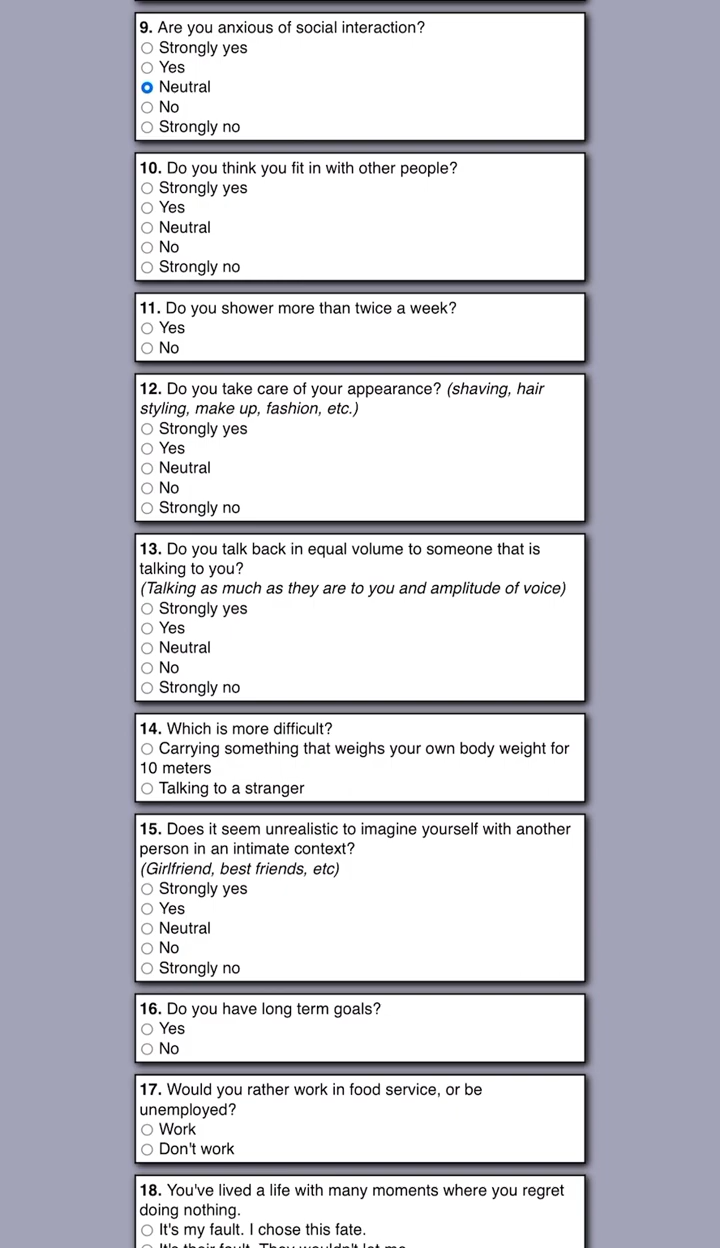 9. Are you anxious of social interaction?
Strongly yes
Yes
Neutral
No
Strongly no
10. Do you think you fit in with other people?
Strongly yes
Yes
Neutral
No
Strongly no
11. Do you shower more than twice a week?
Yes
No
12. Do you take care of your appearance? (shaving, hair
styling, make up, fashion, etc.)
Strongly yes
Yes
Neutral
No
Strongly no
13. Do you talk back in equal volume to someone that is
talking to you?
(Talking as much as they are to you and amplitude of voice)
Strongly yes
Yes
Neutral
No
Strongly no
14. Which is more difficult?
Carrying something that weighs your own body weight for
10 meters
Talking to a stranger
15. Does it seem unrealistic to imagine yourself with another
person in an intimate context?
(Girlfriend, best friends, etc)
Strongly yes
Yes
Neutral
No
Strongly no
16. Do you have long term goals?
Yes
No
17. Would you rather work in food service, or be
unemployed?
Work
Don't work
18. You've lived a life with many moments where you regret
doing nothing.
It's my fault. I chose this fate.
It's their fault. They wouldn't let me